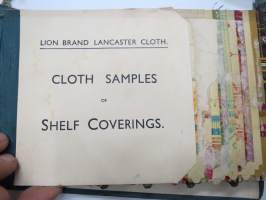 LION BRAND LANCASTER CLOTH.
CLOTH SAMPLES
OF
SHELF COVERINGS.